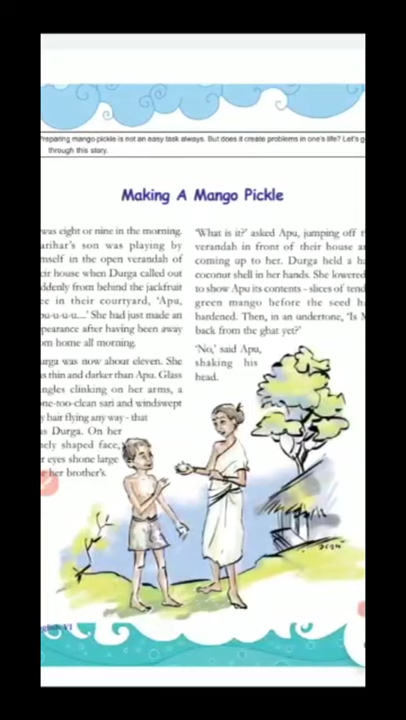 Preparing mango-pickle is not an easy task always. But does it create problems in one's life? Let's g
through this story.
Making A Mango Pickle
was eight or nine in the morning.
arihar's son was playing by
mself in the open verandah of
eir house when Durga called out
ddenly from behind the jackfruit
ee in their courtyard, 'Apu,
pu-u-u-u....' She had just made an
pearance after having been away
om home all morning.
urga was now about eleven. She
s thin and darker than Apu. Glass
ngles clinking on her arms, a
ne-too-clean sari and windswept
y hair flying any way - that
s Durga. On her
ely shaped face,
r eyes shone large
e her brother's.
'What is it?' asked Apu, jumping off
verandah in front of their house a
coming up to her. Durga held a h
coconut shell in her hands. She lowered
to show Apu its contents - slices of tend
green mango before the seed h
hardened. Then, in an undertone, 'Is M
back from the ghat yet?'
'No,' said Apu,
shaking his
head.